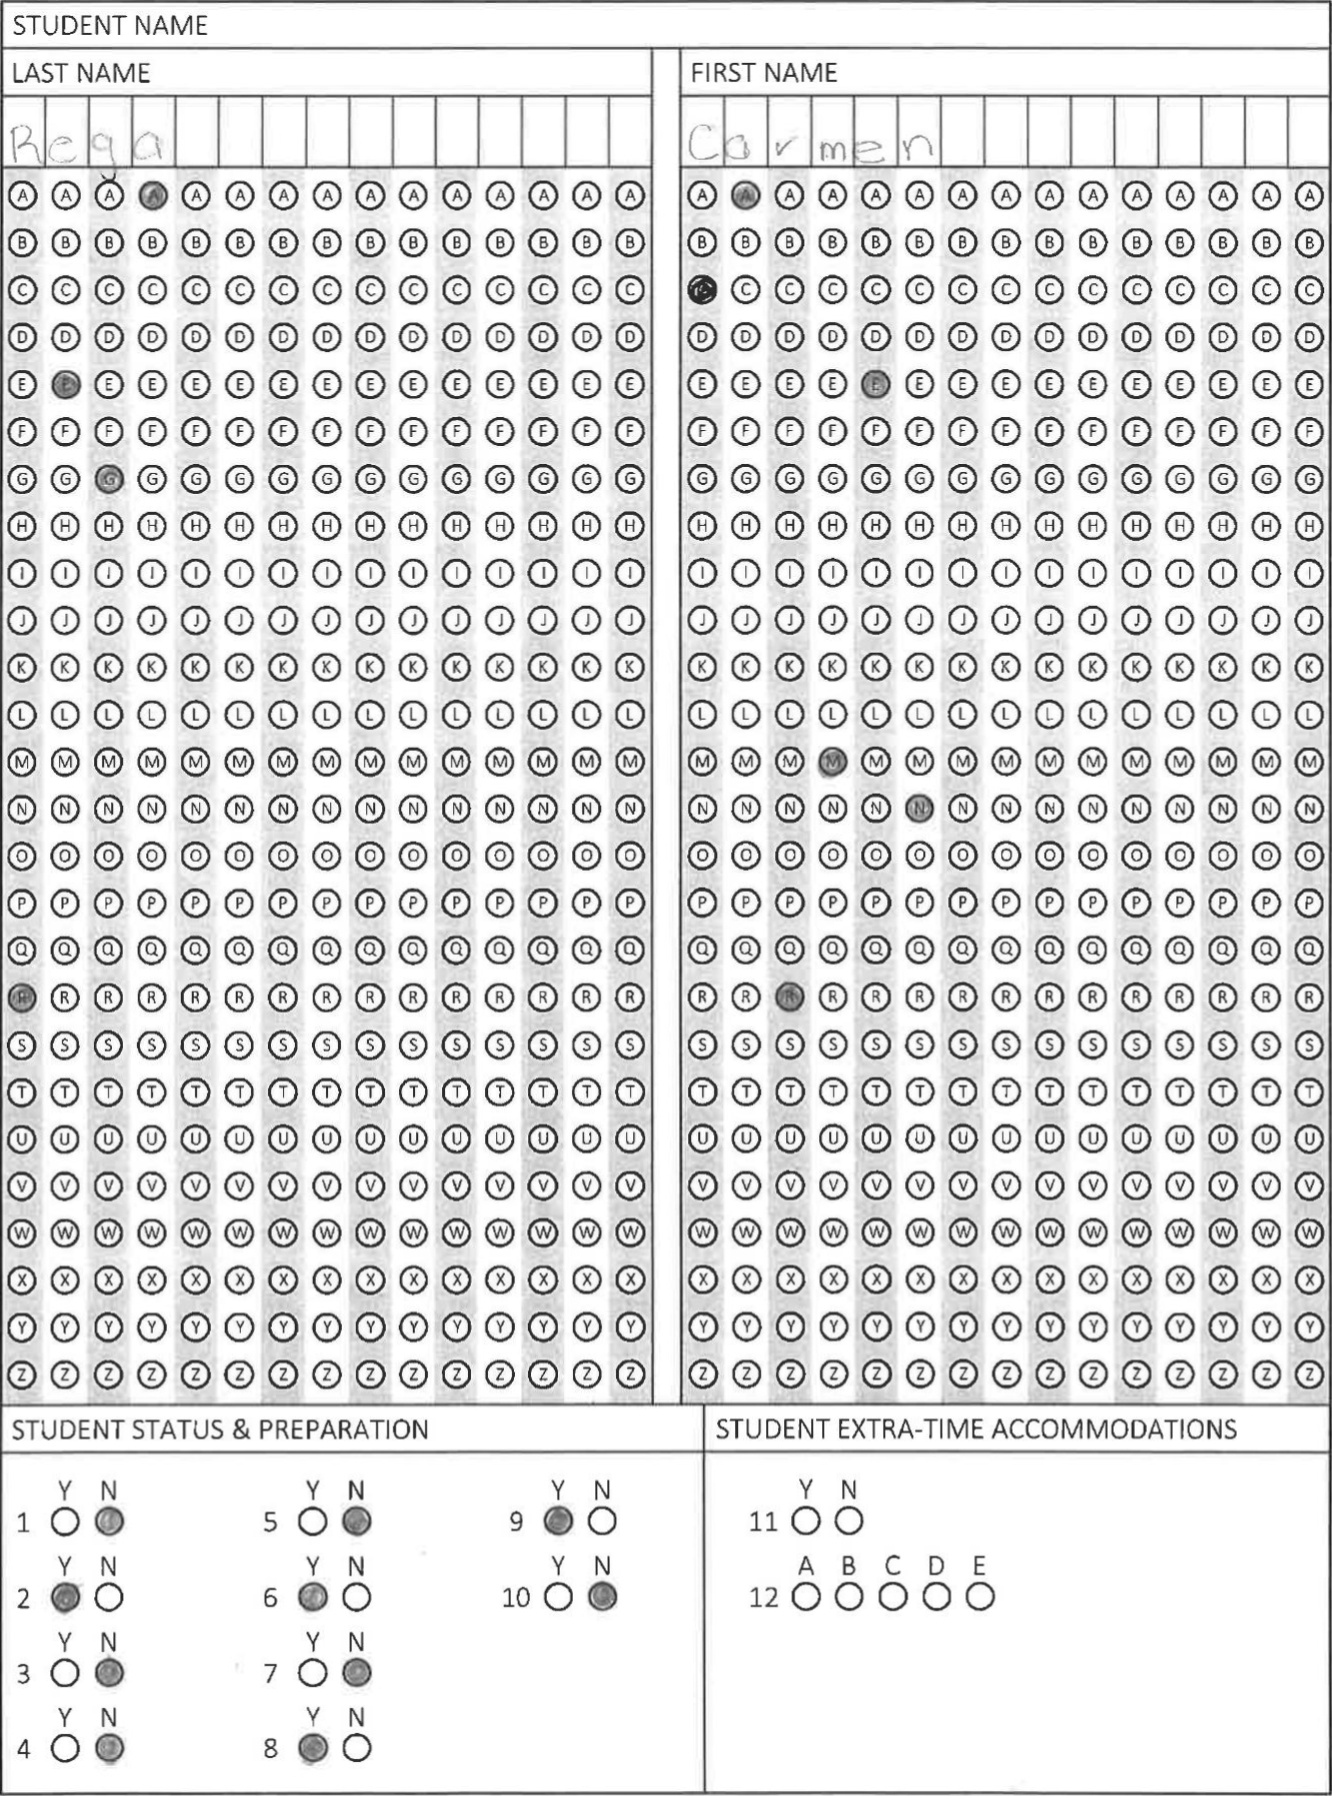 STUDENT NAME
LAST NAME FIRST NAME
Rega Carmen
A A A A A A A A A A A A A A A A A A A A A A A A A A A A A A
B B B B B B B B B B B B B B B B B B B B B B B B B B B B B B
C C C C C C C C C C C C C C C C C C C C C C C C C C C C C C
D D D D D D D D D D D D D D D D D D D D D D D D D D D D D D
E E E E E E E E E E E E E E E E E E E E E E E E E E E E E E
F F F F F F F F F F F F F F F F F F F F F F F F F F F F F F
G G G G G G G G G G G G G G G G G G G G G G G G G G G G G G
H H H H H H H H H H H H H H H H H H H H H H H H H H H H H H
I I I I I I I I I I I I I I I I I I I I I I I I I I I I I I
J J J J J J J J J J J J J J J J J J J J J J J J J J J J J J
K K K K K K K K K K K K K K K K K K K K K K K K K K K K K K
L L L L L L L L L L L L L L L L L L L L L L L L L L L L L L
M M M M M M M M M M M M M M M M M M M M M M M M M M M M M M
N N N N N N N N N N N N N N N N N N N N N N N N N N N N N N
O O O O O O O O O O O O O O O O O O O O O O O O O O O O O O
P P P P P P P P P P P P P P P P P P P P P P P P P P P P P P
Q Q Q Q Q Q Q Q Q Q Q Q Q Q Q Q Q Q Q Q Q Q Q Q Q Q Q Q Q Q
R R R R R R R R R R R R R R R R R R R R R R R R R R R R R R
S S S S S S S S S S S S S S S S S S S S S S S S S S S S S S
T T T T T T T T T T T T T T T T T T T T T T T T T T T T T T
U U U U U U U U U U U U U U U U U U U U U U U U U U U U U U
V V V V V V V V V V V V V V V V V V V V V V V V V V V V V V
W W W W W W W W W W W W W W W W W W W W W W W W W W W W W W
X X X X X X X X X X X X X X X X X X X X X X X X X X X X X X
Y Y Y Y Y Y Y Y Y Y Y Y Y Y Y Y Y Y Y Y Y Y Y Y Y Y Y Y Y Y
Z Z Z Z Z Z Z Z Z Z Z Z Z Z Z Z Z Z Z Z Z Z Z Z Z Z Z Z Z Z
STUDENT STATUS & PREPARATION
Y N Y N Y N
1 5 9
Y N Y N Y N
2 6 10
Y N Y N
3 7
Y N Y N
4 8
STUDENT EXTRA-TIME ACCOMMODATIONS
Y N
11
A B C D E
12